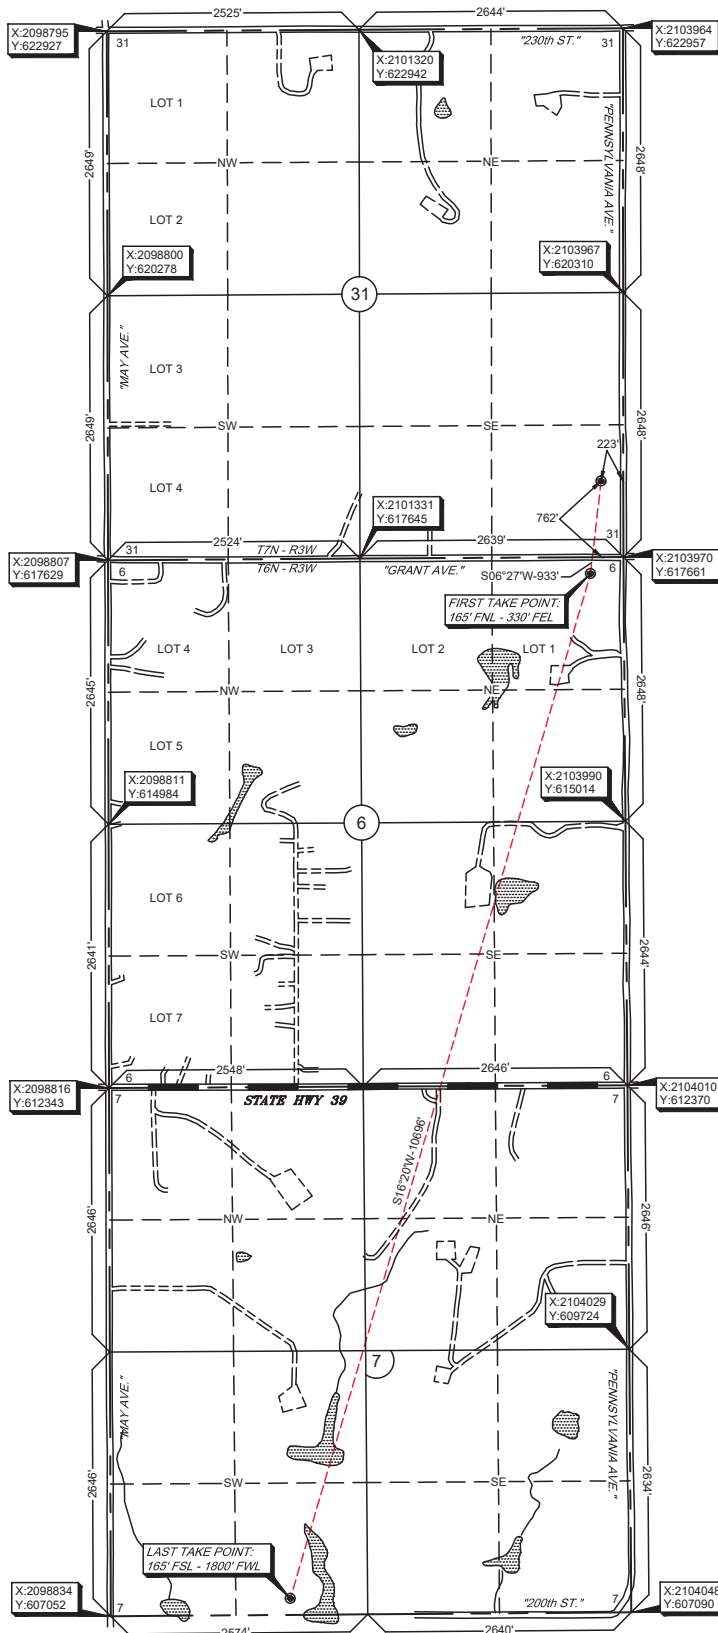 2525'
2644'
X:2098795
Y:622927
X:2101320
Y:622942
X:2103964
Y:622957
31
"230th ST."
31
LOT 1
"PENNSYLVANIA AVE."
2649'
NW
NE
2648'
LOT 2
X:2098800
Y:620278
X:2103967
Y:620310
31
"MAY AVE."
LOT 3
2649'
SW
SE
2648'
223'
LOT 4
762'
X:2101331
Y:617645
31
2524'
T7N - R3W
2639'
31
X:2098807
Y:617629
6
T6N - R3W
"GRANT AVE."
6
X:2103970
Y:617661
S06°27'W-933'
FIRST TAKE POINT:
165' FNL - 330' FEL
LOT 4
LOT 3
LOT 2
LOT 1
2645'
NW
NE
2648'
LOT 5
X:2098811
Y:614984
X:2103990
Y:615014
6
LOT 6
2641'
SW
SE
2644'
LOT 7
6
2548'
2646'
6
X:2098816
Y:612343
7
STATE HWY 39
7
X:2104010
Y:612370
S16°20'W-10696'
2646'
NW
NE
2646'
X:2104029
Y:609724
7
"MAY AVE."
"PENNSYLVANIA AVE."
2646'
SW
SE
2634'
LAST TAKE POINT:
165' FSL - 1800' FWL
X:2098834
Y:607052
7
"200th ST."
7
X:2104048
Y:607090
2574'
2640'